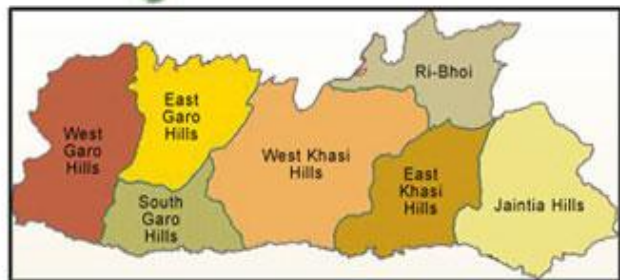 Ri-Bhoi
East
Garo
Hills
West
Garo
Hills
West Khasi
Hills
East
Khasi
Hills
South
Garo
Hills
Jaintia Hills